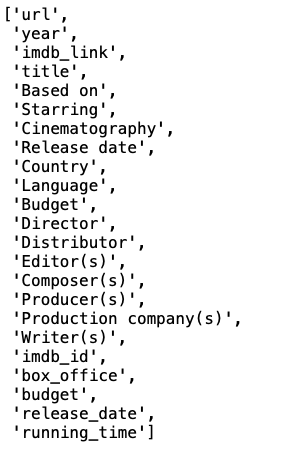 ['url',
'year',
'imdb_link',
'title',
'Based on',
'Starring',
'Cinematography',
'Release date',
'Country',
'Language',
'Budget',
'Director',
'Distributor',
'Editor(s)',
'Composer(s)',
'Producer(s)',
'Production company(s)',
'Writer(s)',
'imdb_id',
'box_office',
'budget',
'release_date',
'running_time']